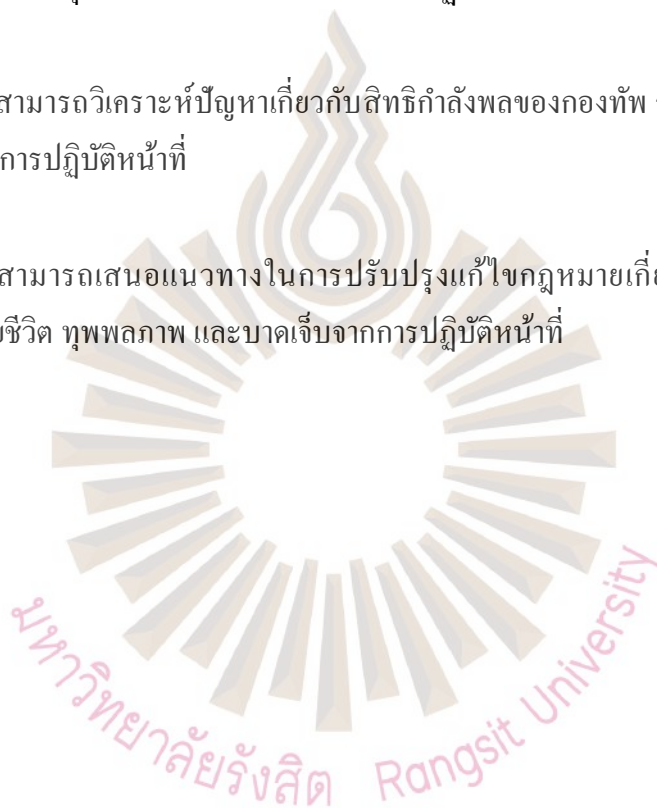 สามารถวิเคราะห์ปัญหาเกี่ยวกับสิทธิกำลังพลของกองทัพ
การปฏิบัติหน้าที่
สามารถเสนอแนวทางในการปรับปรุงแก้ไขกฎหมายเกี่ย
ชีวิต ทุพพลภาพ และบาดเจ็บจากการปฏิบัติหน้าที่
มหาวิทยาลัยรังสิต Rangsit University